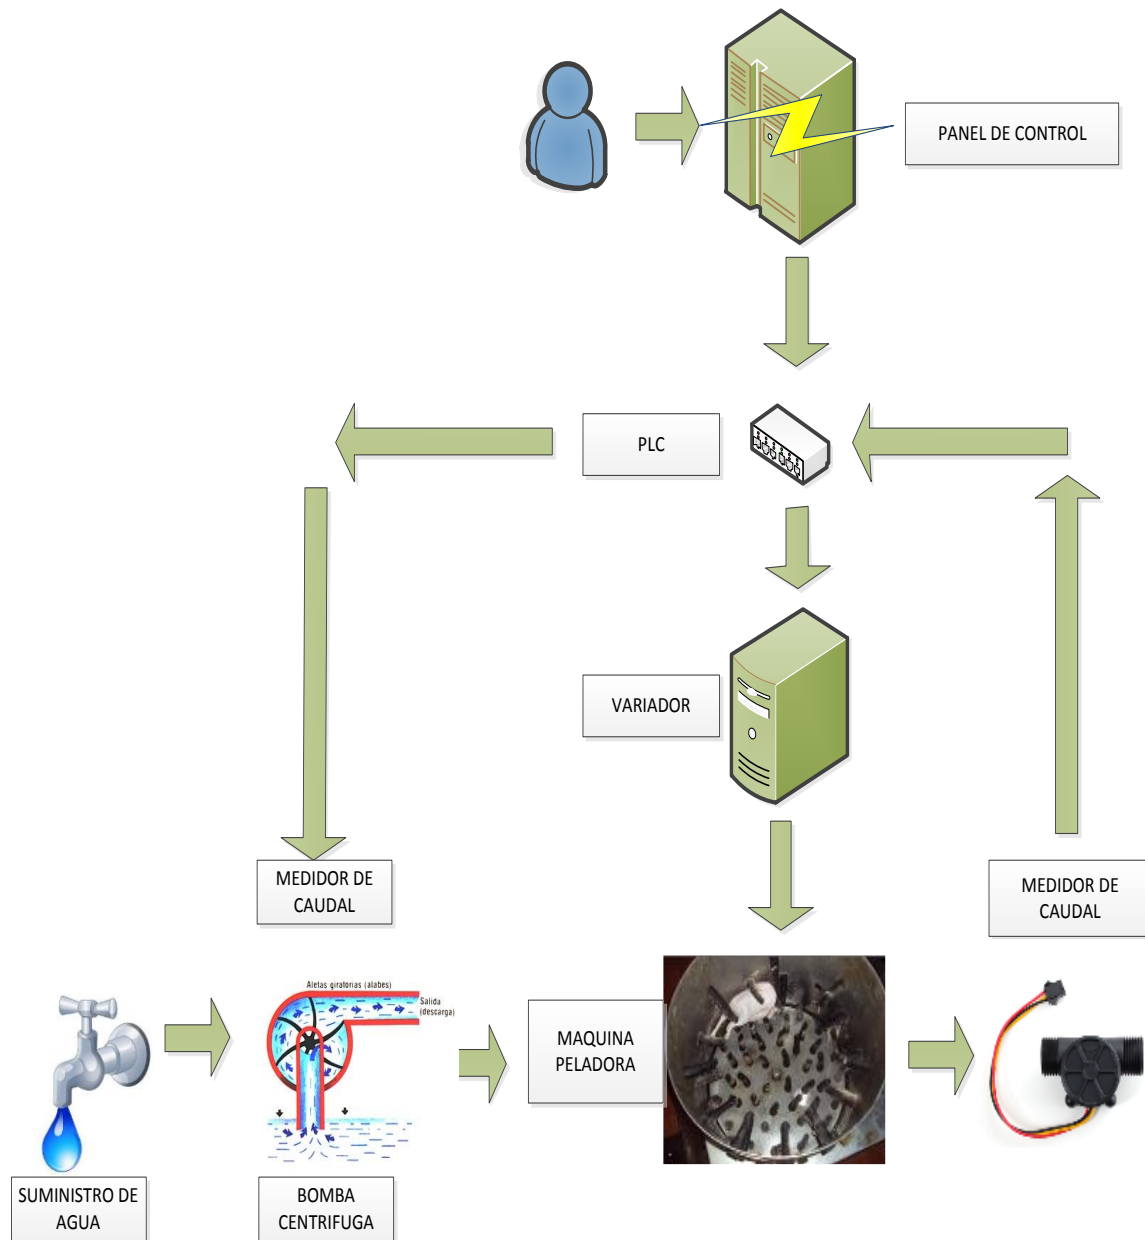 PANEL DE CONTROL
PLC
VARIADOR
MEDIDOR DE
CAUDAL
MEDIDOR DE
CAUDAL
Aletas giratorias (alabes)
Salida
(descarga)
MAQUINA
PELADORA
SUMINISTRO DE
AGUA
BOMBA
CENTRIFUGA